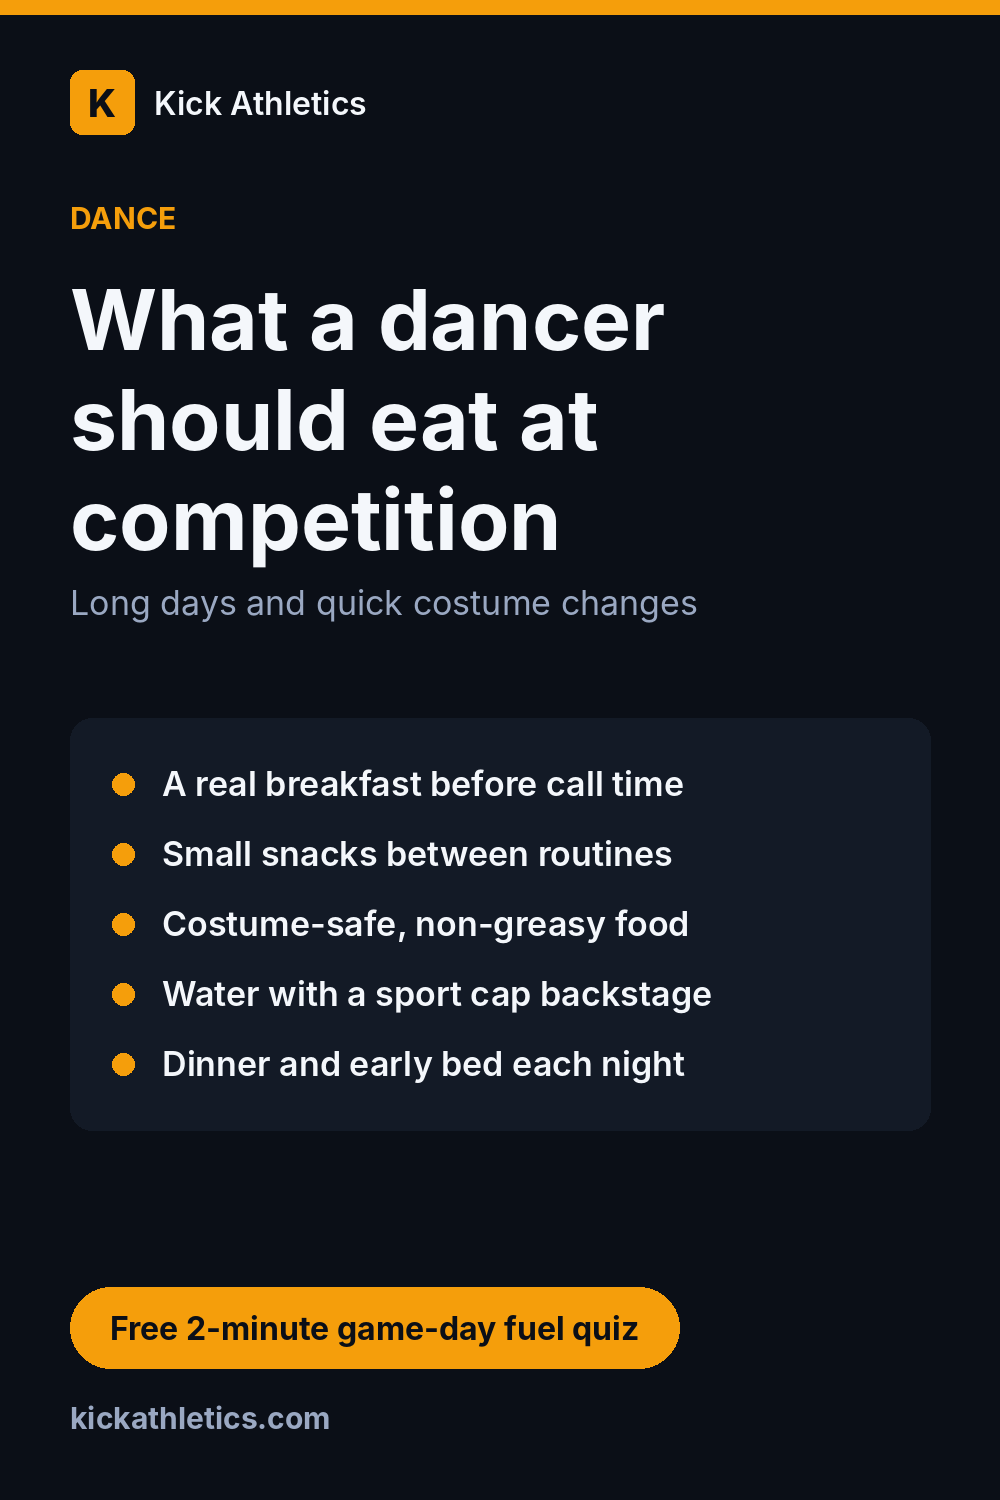 K
Kick Athletics
DANCE
What a dancer
should eat at
competition
Long days and quick costume changes
A real breakfast before call time
Small snacks between routines
Costume-safe, non-greasy food
Water with a sport cap backstage
Dinner and early bed each night
Free 2-minute game-day fuel quiz
kickathletics.com